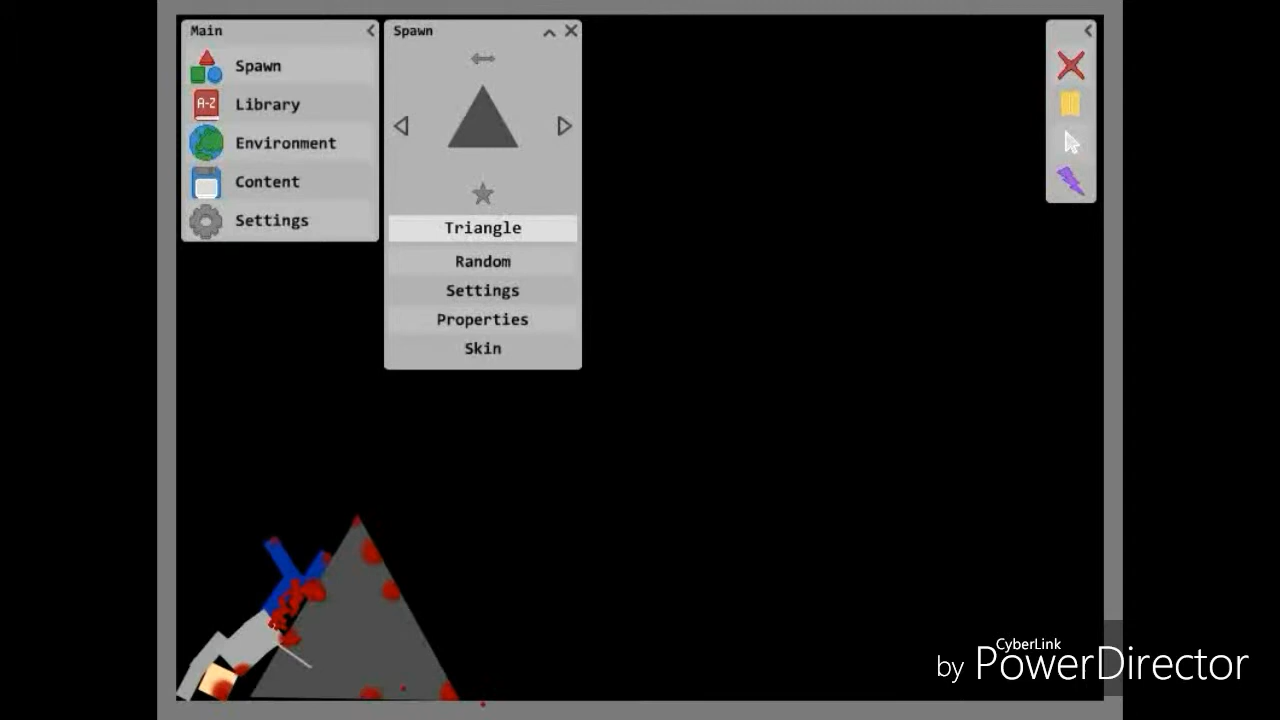 Main
Spawn
A-Z
Library
Environment
Content
Settings
Spawn
Triangle
Random
Settings
Properties
Skin
CyberLink
by PowerDirector